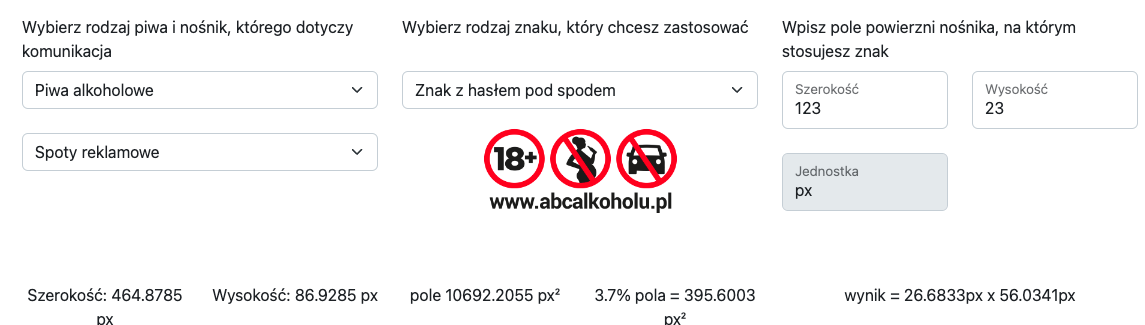 Wybierz rodzaj piwa i nośnik, którego dotyczy
komunikacja
Piwa alkoholowe
Spoty reklamowe
Wybierz rodzaj znaku, który chcesz zastosować
Znak z hasłem pod spodem
18+
www.abcalkoholu.pl
Wpisz pole powierzni nośnika, na którym
stosujesz znak
Szerokość
123
Wysokość
23
Jednostka
px
Szerokość: 464.8785
px
Wysokość: 86.9285 px
pole 10692.2055 px²
3.7% pola = 395.6003
px²
wynik = 26.6833px x 56.0341px